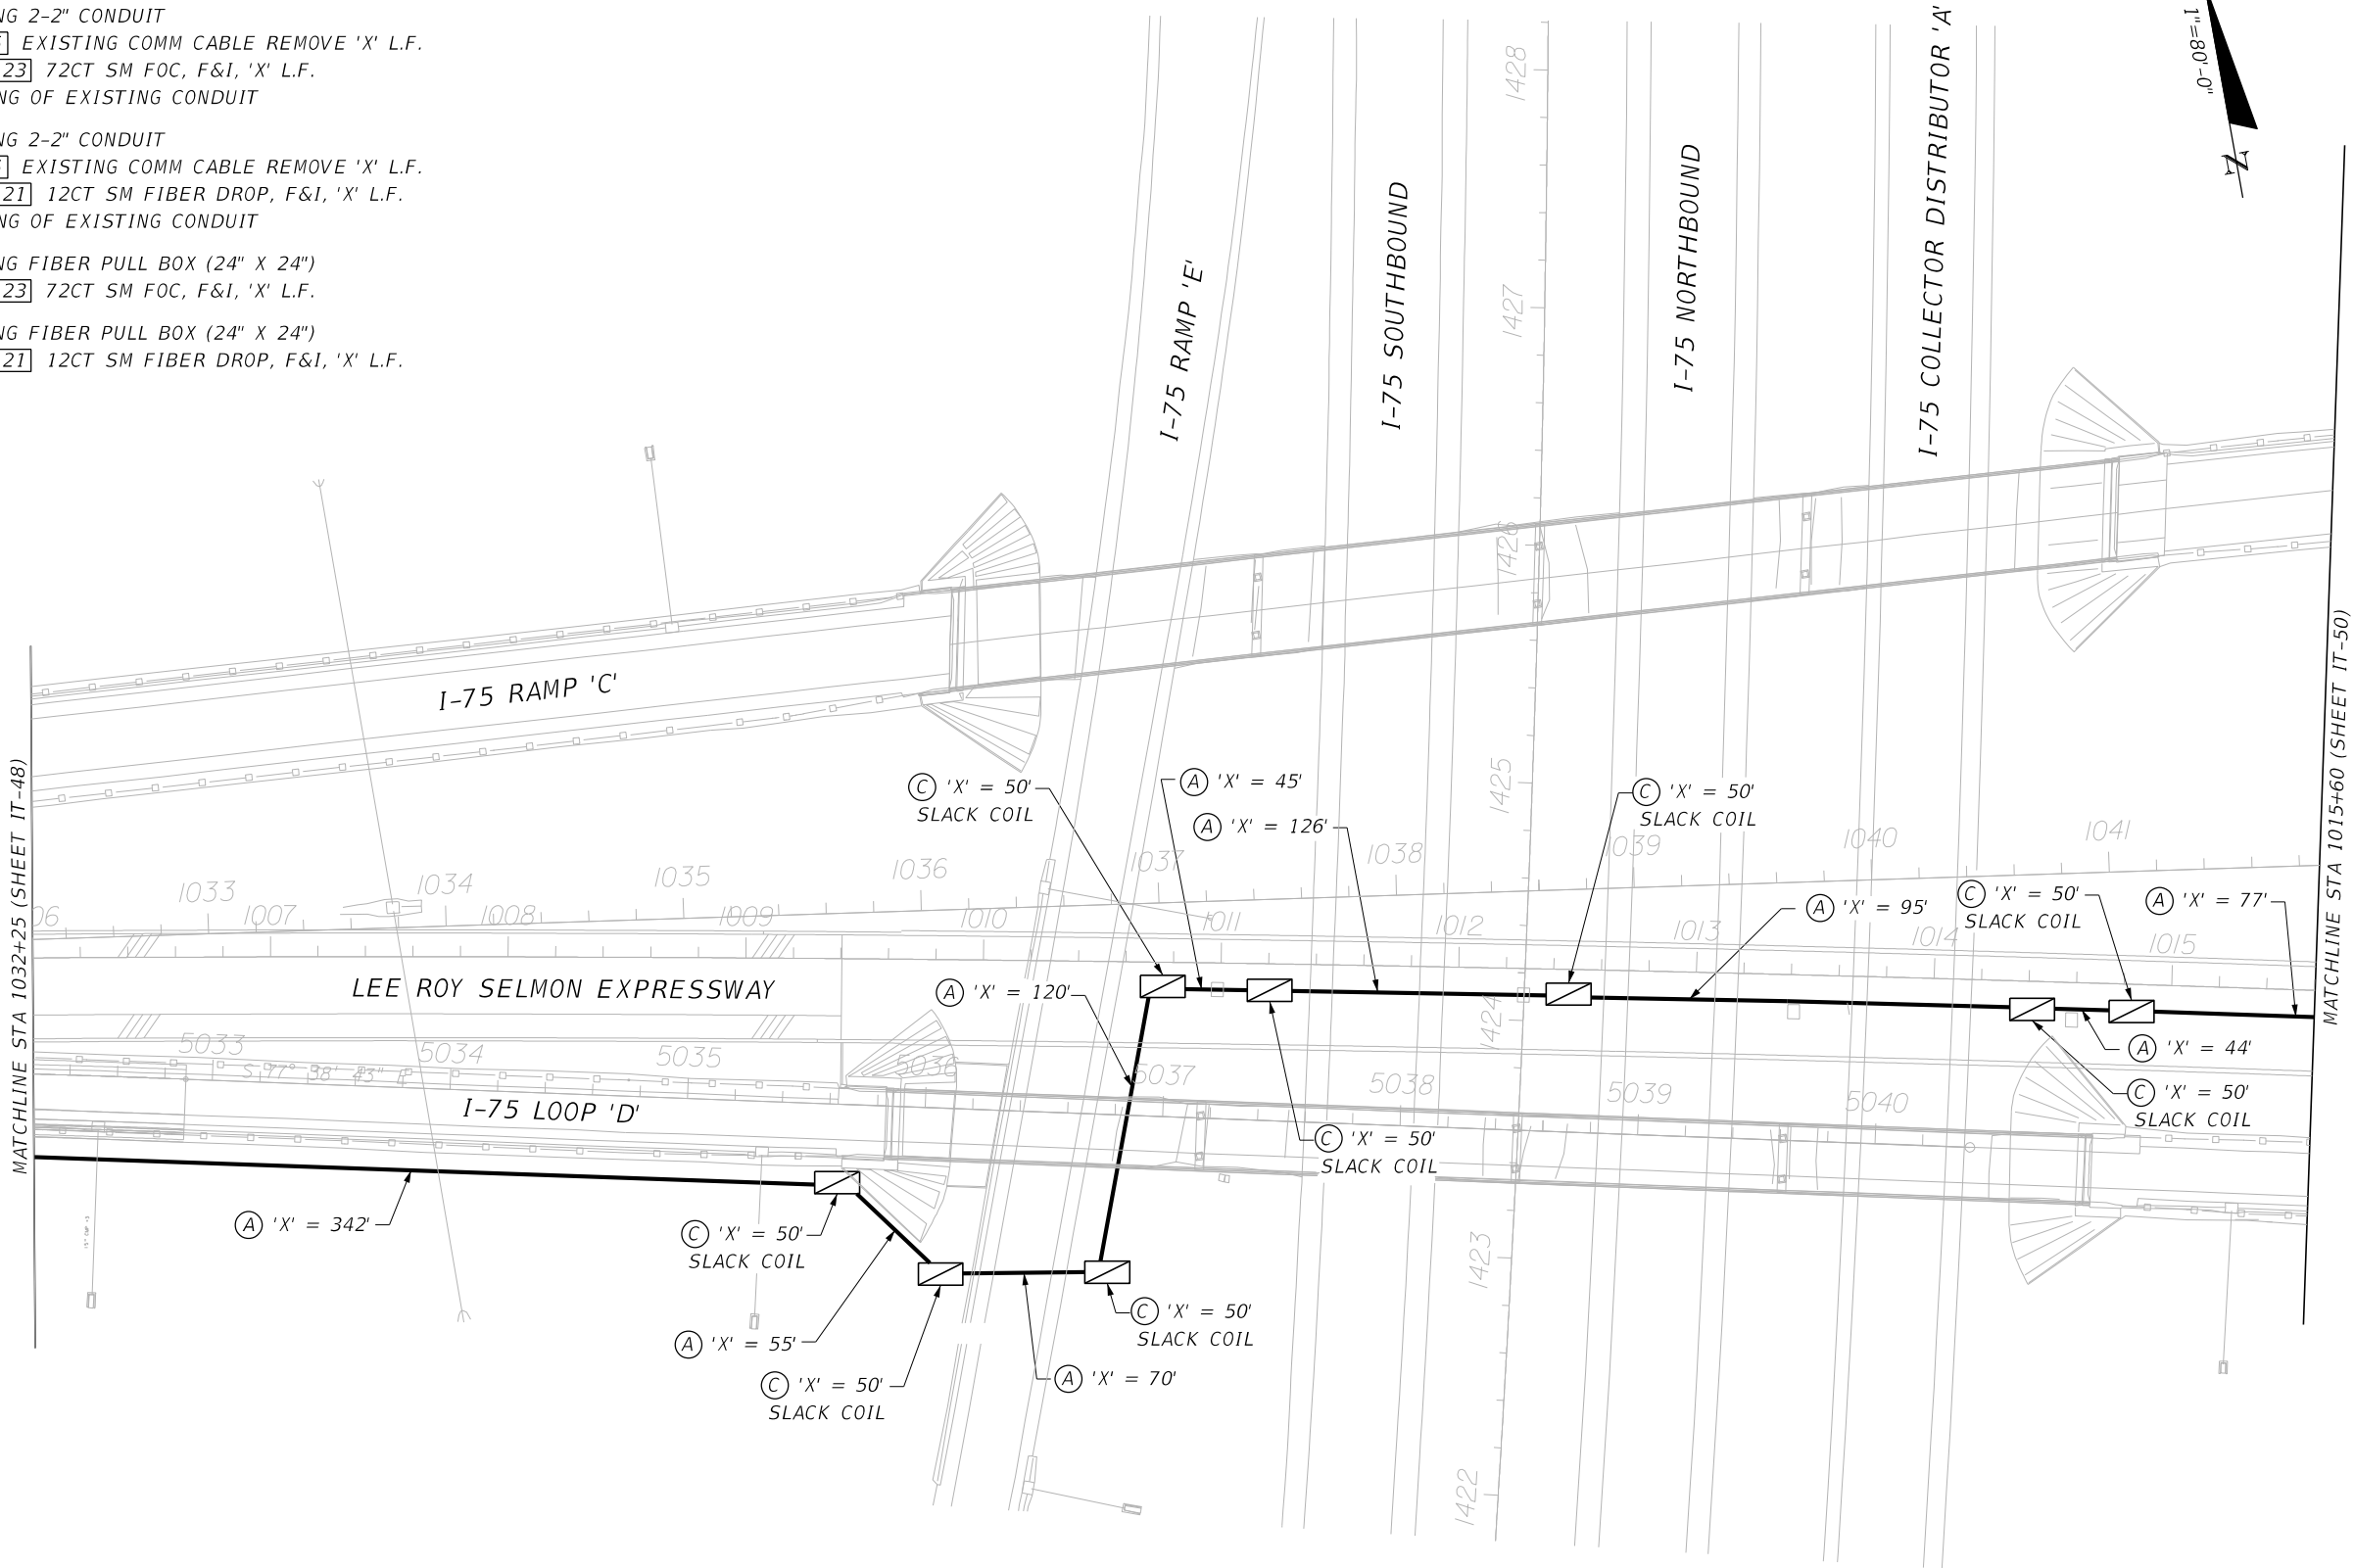 NG 2-2" CONDUIT
EXISTING COMM CABLE REMOVE 'X' L.F.
23 72CT SM FOC, F&I, 'X' L.F.
NG OF EXISTING CONDUIT
NG 2-2" CONDUIT
EXISTING COMM CABLE REMOVE 'X' L.F.
21 12CT SM FIBER DROP, F&I, 'X' L.F.
NG OF EXISTING CONDUIT
NG FIBER PULL BOX (24" X 24")
23 72CT SM FOC, F&I, 'X' L.F.
NG FIBER PULL BOX (24" X 24")
21 12CT SM FIBER DROP, F&I, 'X' L.F.
1"=80'-0"
N
I-75 RAMP 'E'
I-75 SOUTHBOUND
I-75 NORTHBOUND
I-75 COLLECTOR DISTRIBUTOR 'A'
1428
1427
1426
1425
1424
1423
1422
I-75 RAMP 'C'
MATCHLINE STA 1032+25 (SHEET IT-48)
MATCHLINE STA 1015+60 (SHEET IT-50)
C 'X' = 50'
SLACK COIL
A 'X' = 45'
A 'X' = 126'
C 'X' = 50'
SLACK COIL
1033
1034
1035
1036
1037
1038
1039
1040
1041
06
1007
1008
1009
1010
1011
1012
1013
1014
1015
A 'X' = 95'
C 'X' = 50'
SLACK COIL
A 'X' = 77'
LEE ROY SELMON EXPRESSWAY
A 'X' = 120'
A 'X' = 44'
C 'X' = 50'
SLACK COIL
5033
5034
5035
5036
5037
5038
5039
5040
S 77° 38' 43" E
I-75 LOOP 'D'
C 'X' = 50'
SLACK COIL
A 'X' = 342'
C 'X' = 50'
SLACK COIL
A 'X' = 55'
C 'X' = 50'
SLACK COIL
C 'X' = 50'
SLACK COIL
A 'X' = 70'